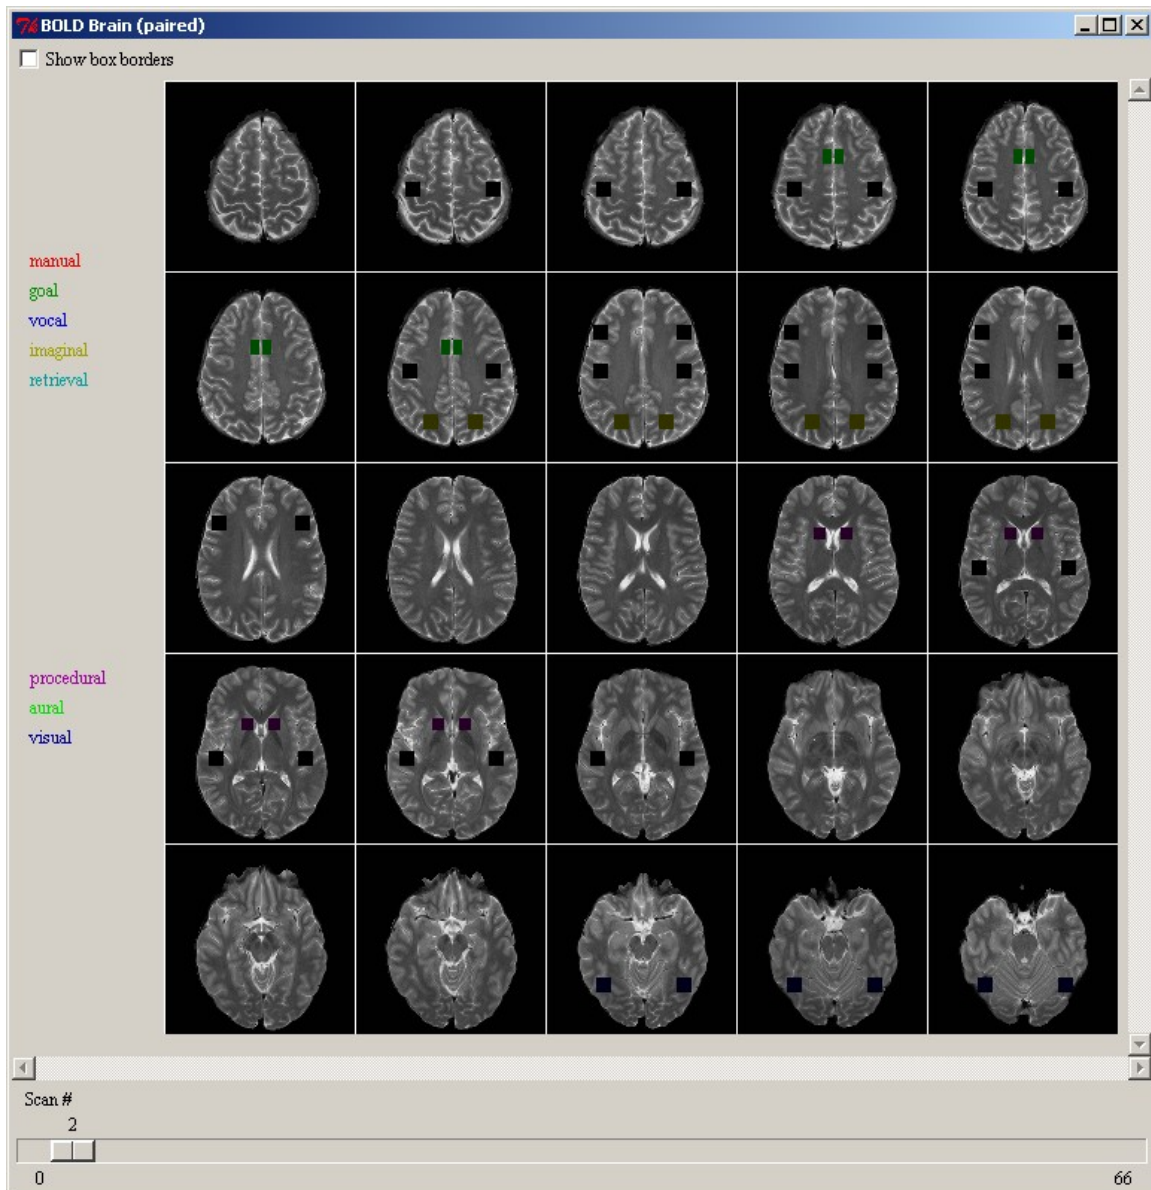 BOLD Brain (paired)
Show box borders
manual
goal
vocal
imaginal
retrieval
procedural
aural
visual
Scan #
2
0
66